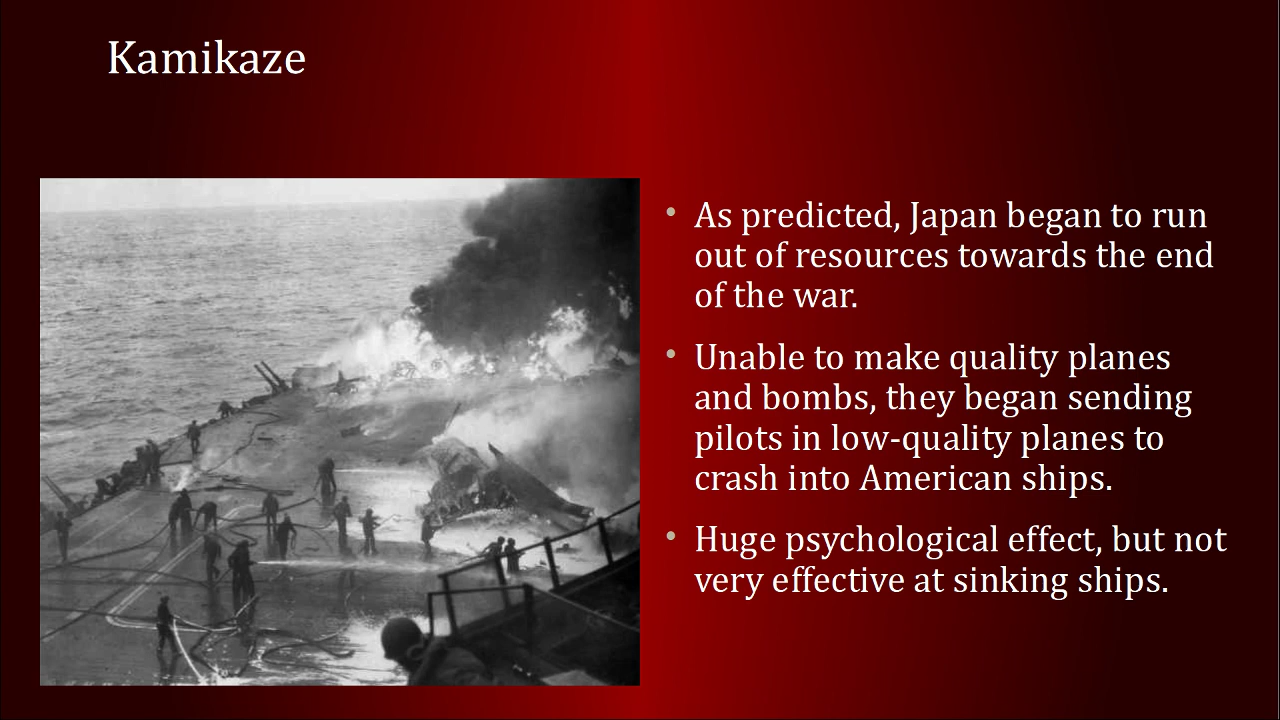 Kamikaze
• As predicted, Japan began to run
out of resources towards the end
of the war.
• Unable to make quality planes
and bombs, they began sending
pilots in low-quality planes to
crash into American ships.
• Huge psychological effect, but not
very effective at sinking ships.